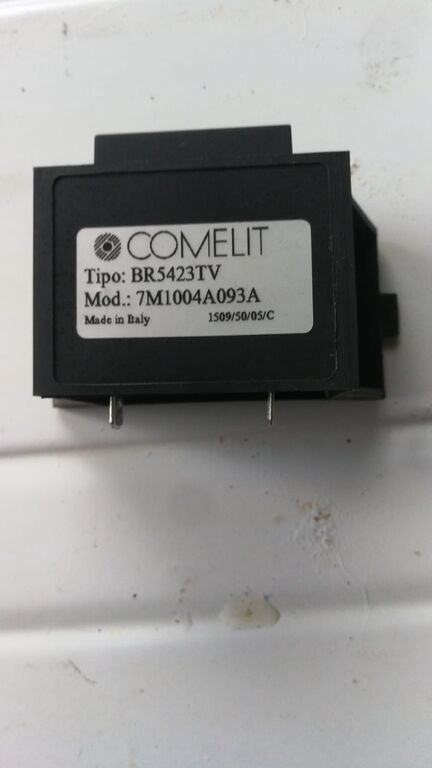 COMELIT
Tipo: BR5423TV
Mod.: 7M1004A093A
Made in Italy 1509/50/05/C